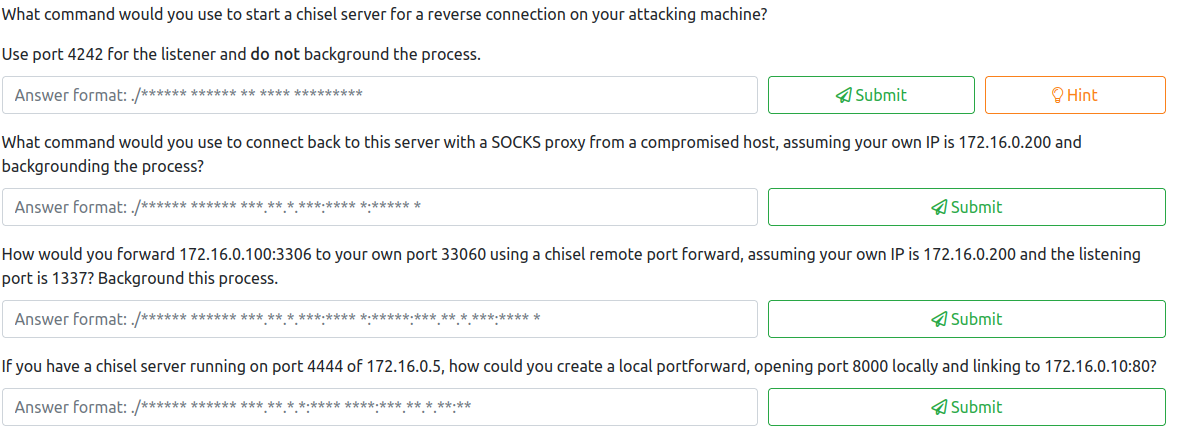 What command would you use to start a chisel server for a reverse connection on your attacking machine?
Use port 4242 for the listener and do not background the process.
Answer format: ./****** ****** ** **** *********
Submit
Hint
What command would you use to connect back to this server with a SOCKS proxy from a compromised host, assuming your own IP is 172.16.0.200 and
backgrounding the process?
Answer format: ./****** ****** ***.**.*.***:**** *:***** *
Submit
How would you forward 172.16.0.100:3306 to your own port 33060 using a chisel remote port forward, assuming your own IP is 172.16.0.200 and the listening
port is 1337? Background this process.
Answer format: ./****** ****** ***.**.*.***:**** *:*****:***.**.*.***:**** *
Submit
If you have a chisel server running on port 4444 of 172.16.0.5, how could you create a local portforward, opening port 8000 locally and linking to 172.16.0.10:80?
Answer format: ./****** ****** ***.**.*.*:**** ****:***.**.*.**:**
Submit